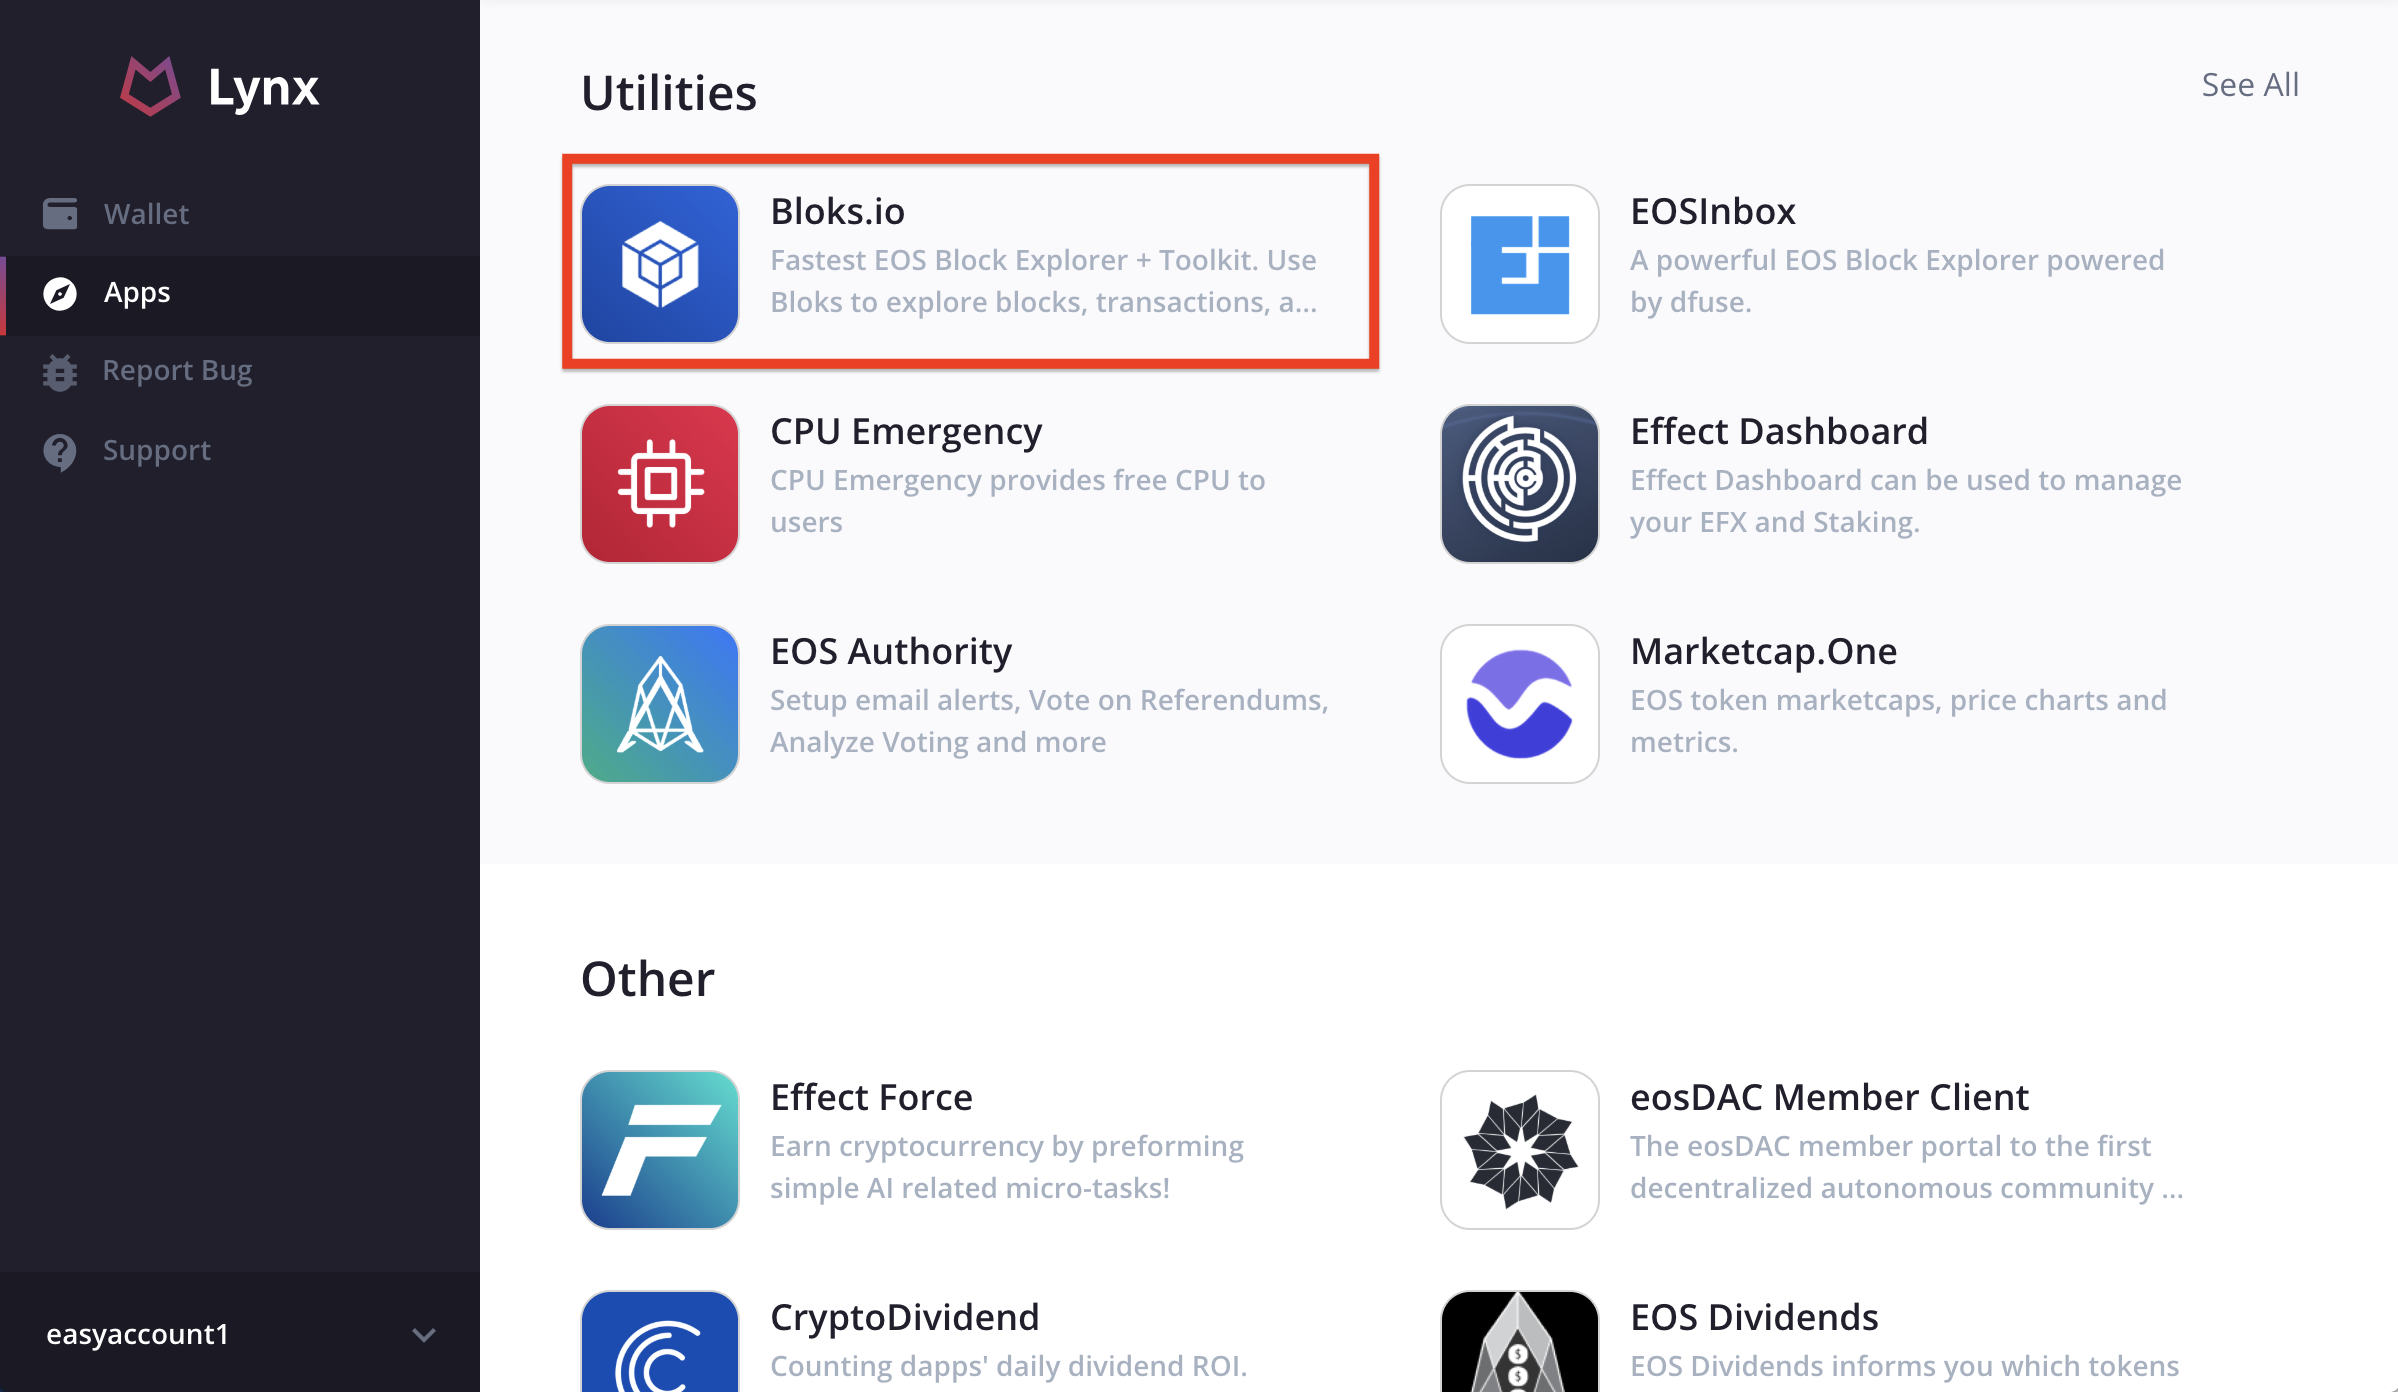 Lynx
Wallet
Apps
Report Bug
Support
easyaccount1
Utilities
See All
Bloks.io
Fastest EOS Block Explorer + Toolkit. Use
Bloks to explore blocks, transactions, a...
EOSInbox
A powerful EOS Block Explorer powered
by dfuse.
CPU Emergency
CPU Emergency provides free CPU to
users
Effect Dashboard
Effect Dashboard can be used to manage
your EFX and Staking.
EOS Authority
Setup email alerts, Vote on Referendums,
Analyze Voting and more
Marketcap.One
EOS token marketcaps, price charts and
metrics.
Other
Effect Force
Earn cryptocurrency by preforming
simple AI related micro-tasks!
eosDAC Member Client
The eosDAC member portal to the first
decentralized autonomous community ...
CryptoDividend
Counting dapps' daily dividend ROI.
EOS Dividends
EOS Dividends informs you which tokens